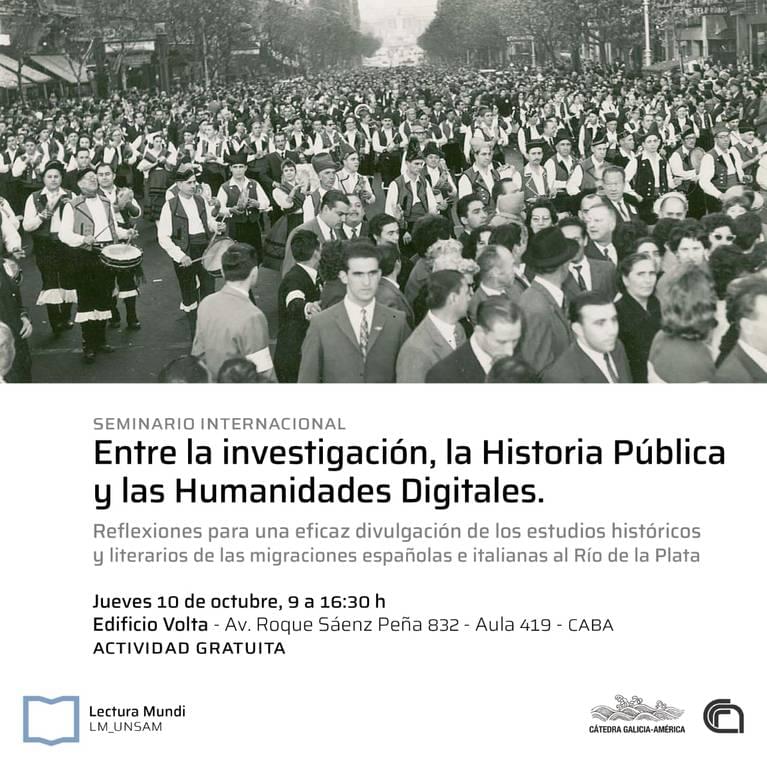 SEMINARIO INTERNACIONAL
Entre la investigación, la Historia Pública
y las Humanidades Digitales.
Reflexiones para una eficaz divulgación de los estudios históricos
y literarios de las migraciones españolas e italianas al Río de la Plata
Jueves 10 de octubre, 9 a 16:30 h
Edificio Volta - Av. Roque Sáenz Peña 832 - Aula 419 - CABA
ACTIVIDAD GRATUITA
Lectura Mundi
LM_UNSAM
CÁTEDRA GALICIA-AMÉRICA